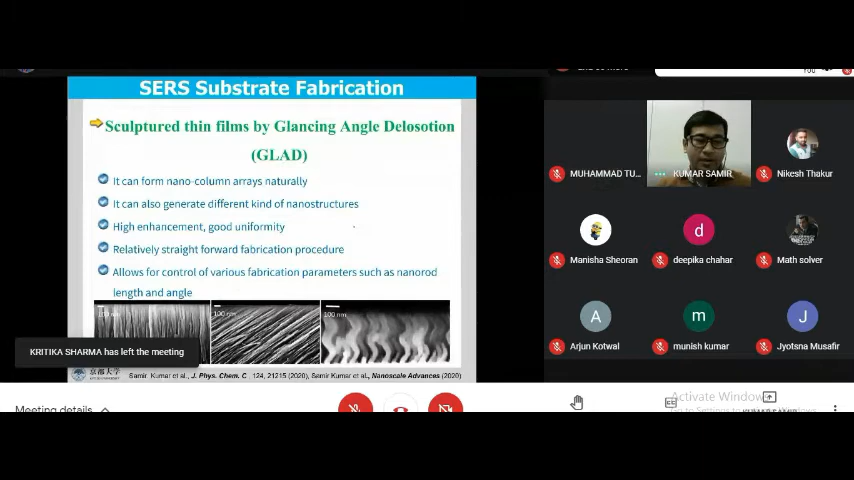 SERS Substrate Fabrication
Sculptured thin films by Glancing Angle Delosotion
(GLAD)
It can form nano-column arrays naturally
It can also generate different kind of nanostructures
High enhancement, good uniformity
Relatively straight forward fabrication procedure
Allows for control of various fabrication parameters such as nanorod
length and angle
100 nm
100 nm
100 nm
KRITIKA SHARMA has left the meeting
京都大学
Samir. Kumar et al., J. Phys. Chem. C , 124, 21215 (2020), Samir Kumar et al., Nanoscale Advances (2020)
MUHAMMAD TU...
KUMAR SAMIR
Nikesh Thakur
Manisha Sheoran
d
deepika chahar
Math solver
A
Arjun Kotwal
m
munish kumar
J
Jyotsna Musafir
You
Meeting details
Activate Windows